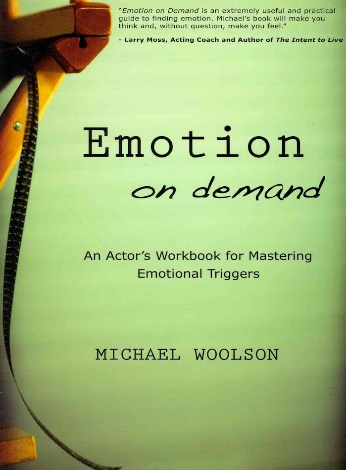 "Emotion on Demand is an extremely useful and practical
guide to finding emotion. Michael's book will make you
think and, without question, make you feel."
- Larry Moss, Acting Coach and Author of The Intent to Live
Emotion
on demand
An Actor's Workbook for Mastering
Emotional Triggers
MICHAEL WOOLSON